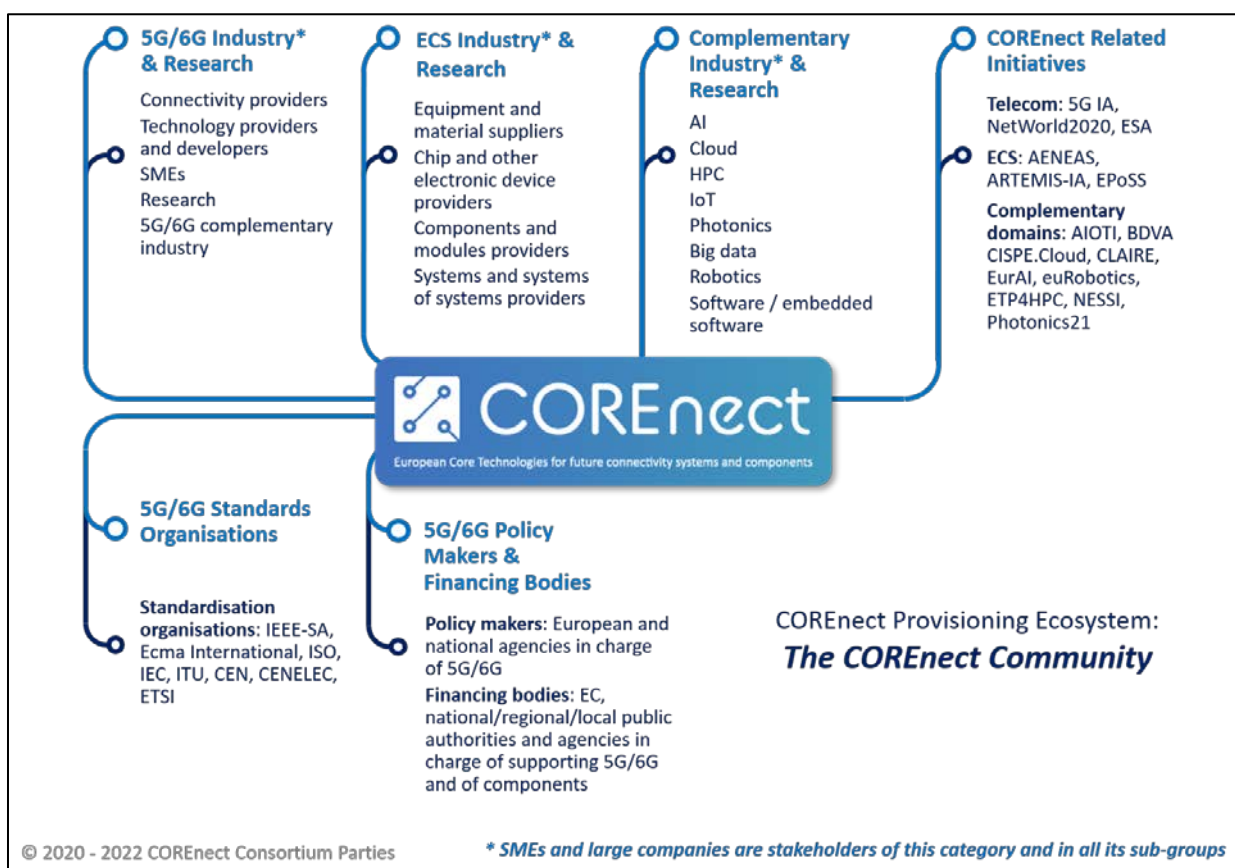 5G/6G Industry*
& Research
Connectivity providers
Technology providers
and developers
SMEs
Research
5G/6G complementary
industry
ECS Industry* &
Research
Equipment and
material suppliers
Chip and other
electronic device
providers
Components and
modules providers
Systems and systems
of systems providers
Complementary
Industry* &
Research
AI
Cloud
HPC
IoT
Photonics
Big data
Robotics
Software / embedded
software
COREnect Related
Initiatives
Telecom: 5G IA,
NetWorld2020, ESA
ECS: AENEAS,
ARTEMIS-IA, EPoSS
Complementary
domains: AIOTI, BDVA
CISPE.Cloud, CLAIRE,
EurAI, euRobotics,
ETP4HPC, NESSI,
Photonics21
COREnect
European Core Technologies for future connectivity systems and components
5G/6G Standards
Organisations
Standardisation
organisations: IEEE-SA,
Ecma International, ISO,
IEC, ITU, CEN, CENELEC,
ETSI
5G/6G Policy
Makers &
Financing Bodies
Policy makers: European and
national agencies in charge
of 5G/6G
Financing bodies: EC,
national/regional/local public
authorities and agencies in
charge of supporting 5G/6G
and of components
COREnect Provisioning Ecosystem:
The COREnect Community
© 2020 - 2022 COREnect Consortium Parties
* SMEs and large companies are stakeholders of this category and in all its sub-groups